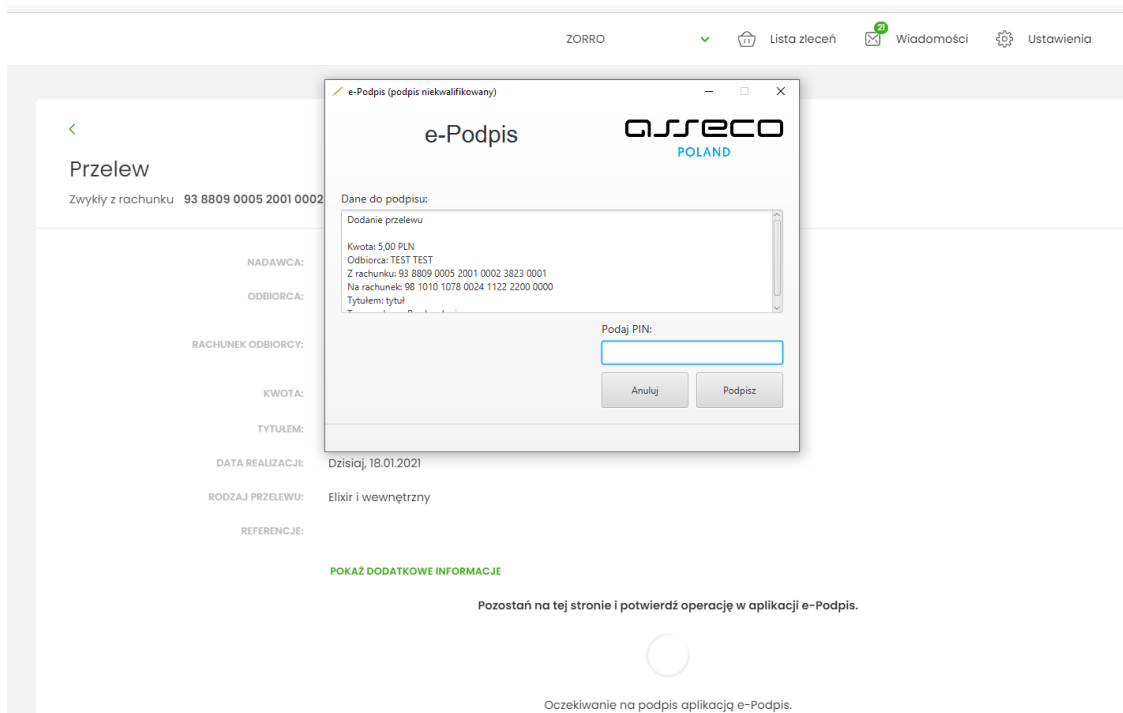 ZORRO
Lista zleceń
21
Wiadomości
Ustawienia
Przelew
Zwykły z rachunku 93 8809 0005 2001 0002
e-Podpis (podpis niekwalifikowany)
e-Podpis
asseco
POLAND
Dane do podpisu:
Dodanie przelewu
Kwota: 5,00 PLN
Odbiorca: TEST TEST
Z rachunku: 93 8809 0005 2001 0002 3823 0001
Na rachunek: 98 1010 1078 0024 1122 2200 0000
Tytułem: tytuł
Podaj PIN:
Anuluj
Podpisz
NADAWCA:
ODBIORCA:
RACHUNEK ODBIORCY:
KWOTA:
TYTUŁEM:
DATA REALIZACJI: Dzisiaj, 18.01.2021
RODZAJ PRZELEWU: Elixir i wewnętrzny
REFERENCJE:
POKAŻ DODATKOWE INFORMACJE
Pozostań na tej stronie i potwierdź operację w aplikacji e-Podpis.
Oczekiwanie na podpis aplikacją e-Podpis.